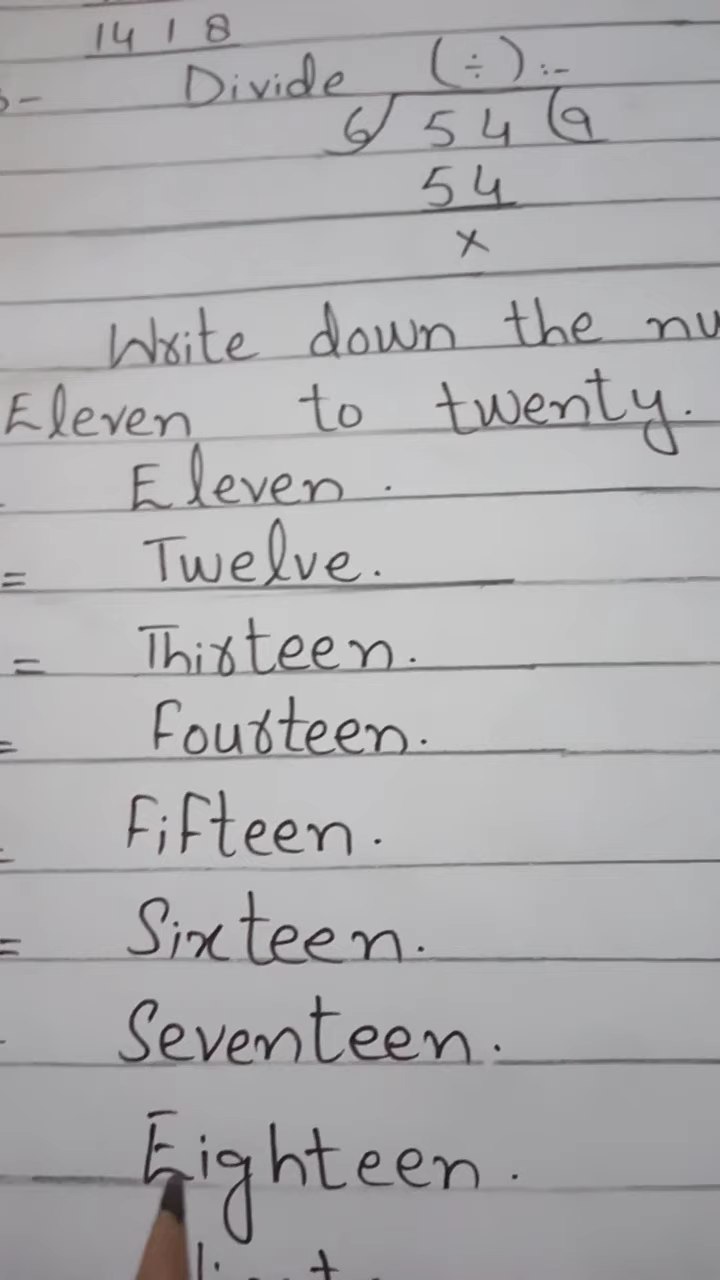 14 1 8
Divide (÷):-
6) 54 (9
54
x
Write down the nu
Eleven to twenty.
Eleven.
= Twelve.
= Thirteen.
= Fourteen.
Fifteen.
= Sixteen.
Seventeen.
Eighteen.